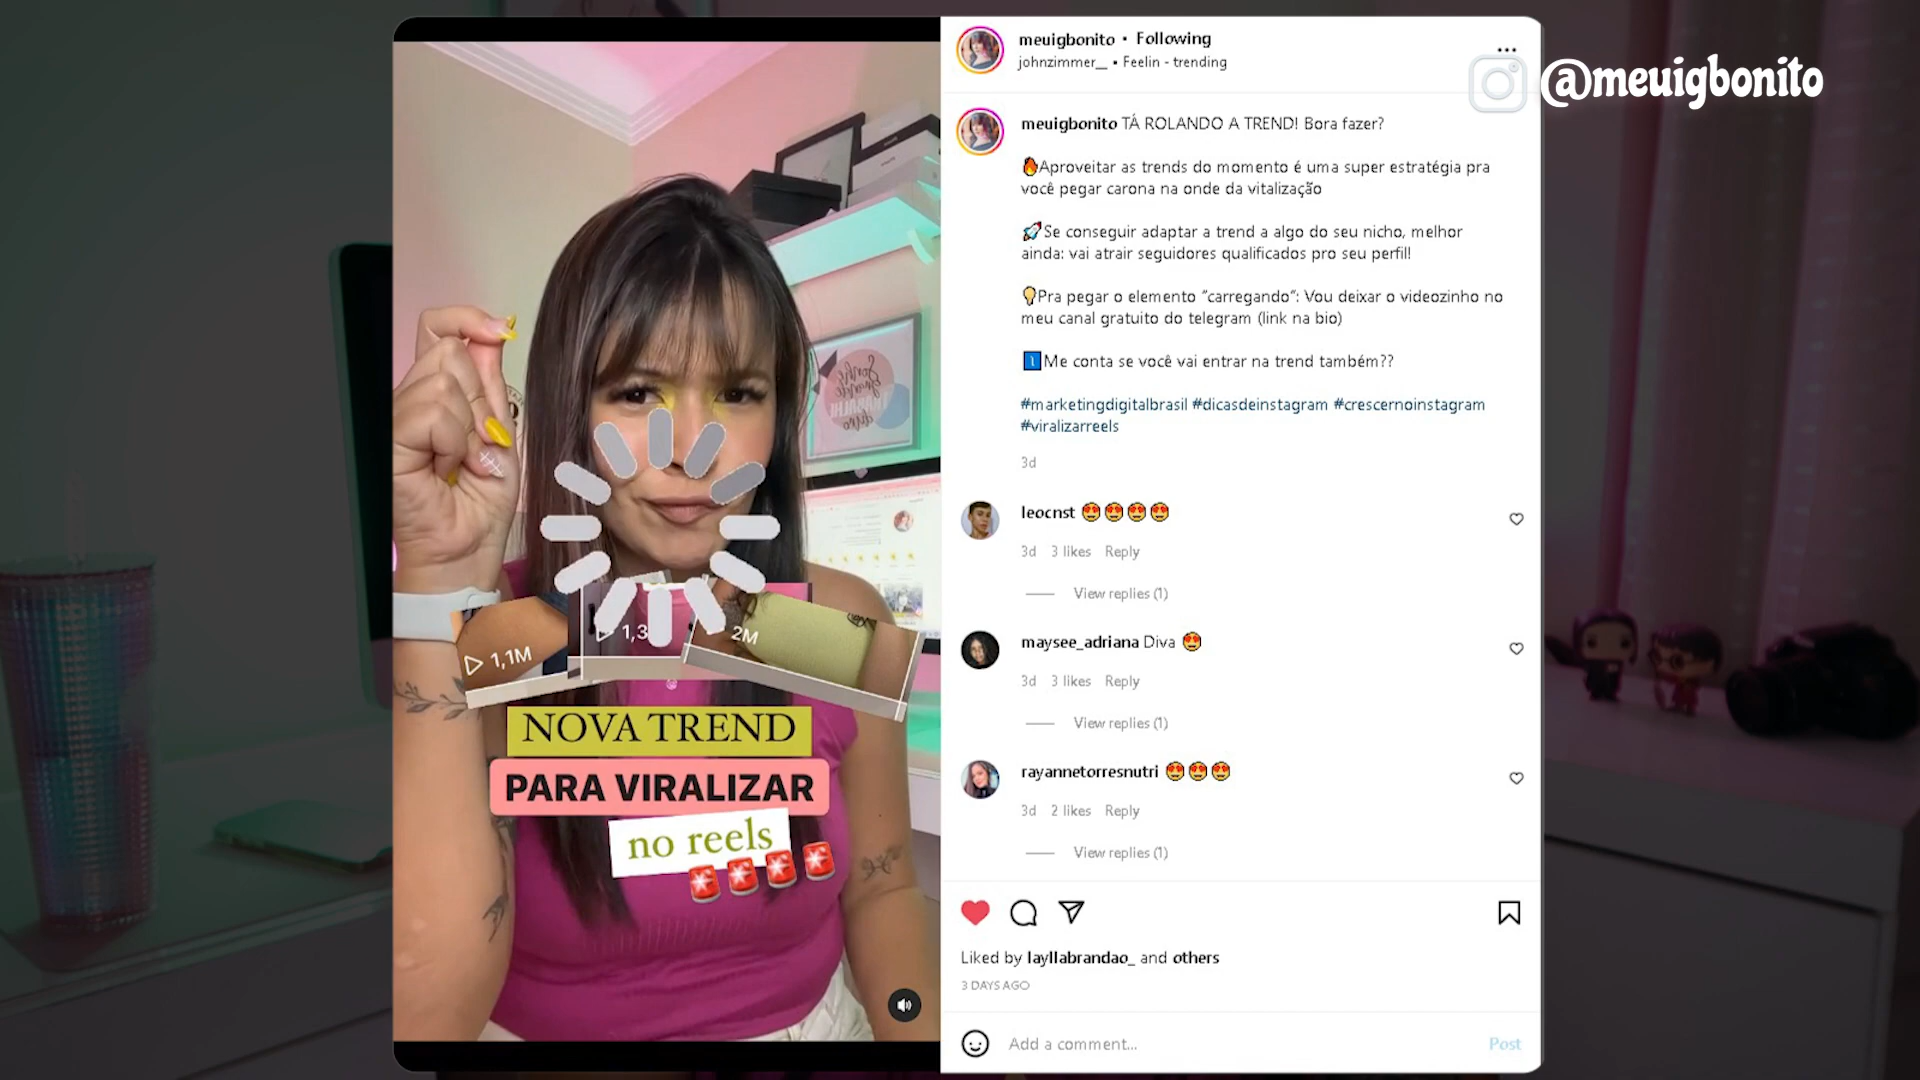 @meuigbonito
meuigbonito • Following
johnzimmer__ • Feelin - trending
meuigbonito TÁ ROLANDO A TREND! Bora fazer?
🔥Aproveitar as trends do momento é uma super estratégia pra
você pegar carona na onde da vitalização
🚀Se conseguir adaptar a trend a algo do seu nicho, melhor
ainda: vai atrair seguidores qualificados pro seu perfil!
💡Pra pegar o elemento "carregando": Vou deixar o videozinho no
meu canal gratuito do telegram (link na bio)
Me conta se você vai entrar na trend também??
#marketingdigitalbrasil #dicasdeinstagram #crescernoinstagram
#viralizarreels
3d
leocnst 😍😍😍😍
3d 3 likes Reply
View replies (1)
maysee_adriana Diva 😍
3d 3 likes Reply
View replies (1)
rayannetorresnutri 😍😍😍
3d 2 likes Reply
View replies (1)
Liked by layllabrandao_ and others
3 DAYS AGO
Add a comment...
Post
1,1M
1,3
2M
NOVA TREND
PARA VIRALIZAR
no reels
🚨🚨🚨🚨